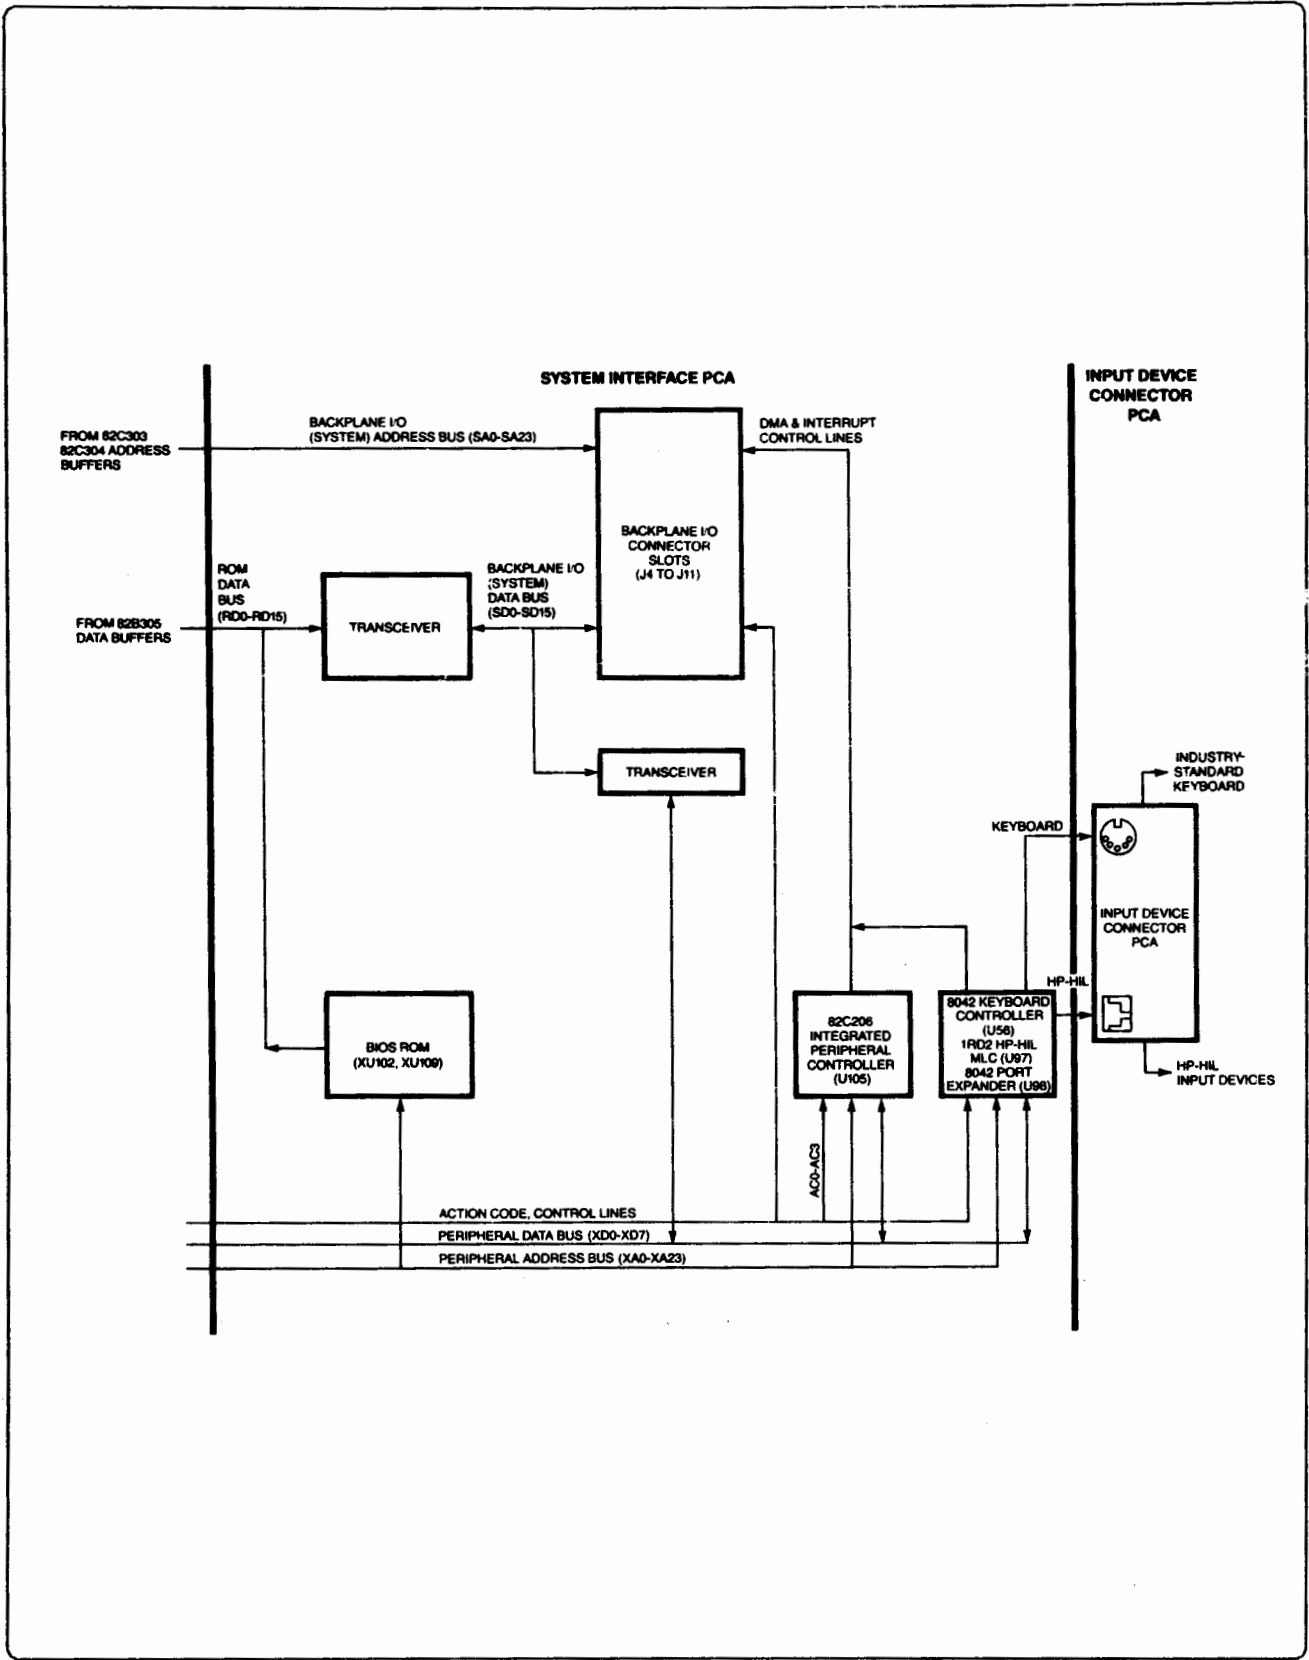 SYSTEM INTERFACE PCA
INPUT DEVICE
CONNECTOR
PCA
FROM 82C303
82C304 ADDRESS
BUFFERS
BACKPLANE I/O
(SYSTEM) ADDRESS BUS (SA0-SA23)
DMA & INTERRUPT
CONTROL LINES
BACKPLANE I/O
CONNECTOR
SLOTS
(J4 TO J11)
ROM
DATA
BUS
(RD0-RD15)
BACKPLANE I/O
(SYSTEM)
DATA BUS
(SD0-SD15)
FROM 82B305
DATA BUFFERS
TRANSCEIVER
TRANSCEIVER
INDUSTRY-
STANDARD
KEYBOARD
KEYBOARD
INPUT DEVICE
CONNECTOR
PCA
HP-HIL
BIOS ROM
(XU102, XU109)
82C206
INTEGRATED
PERIPHERAL
CONTROLLER
(U105)
8042 KEYBOARD
CONTROLLER
(U56)
1RD2 HP-HIL
MLC (U97)
8042 PORT
EXPANDER (U98)
HP-HIL
INPUT DEVICES
AC0-AC3
ACTION CODE, CONTROL LINES
PERIPHERAL DATA BUS (XD0-XD7)
PERIPHERAL ADDRESS BUS (XA0-XA23)